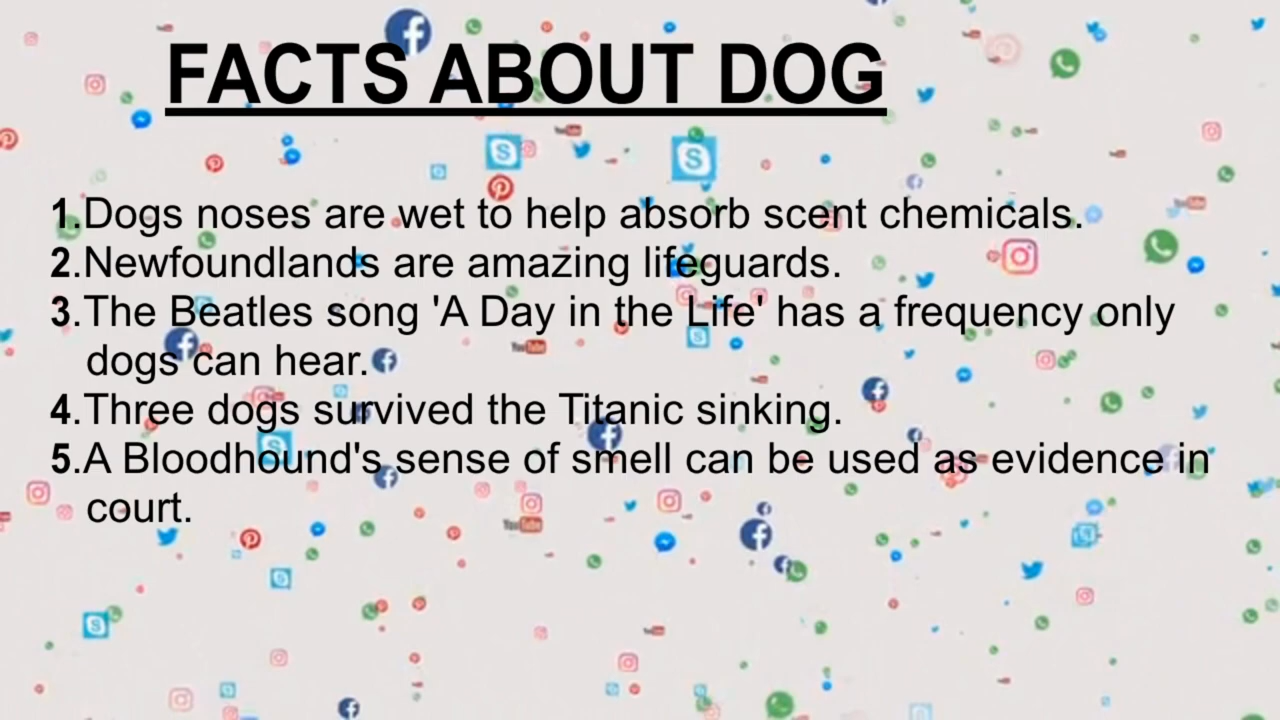 FACTS ABOUT DOG
1.Dogs noses are wet to help absorb scent chemicals.
2.Newfoundlands are amazing lifeguards.
3.The Beatles song 'A Day in the Life' has a frequency only
dogs can hear.
4.Three dogs survived the Titanic sinking.
5.A Bloodhound's sense of smell can be used as evidence in
court.